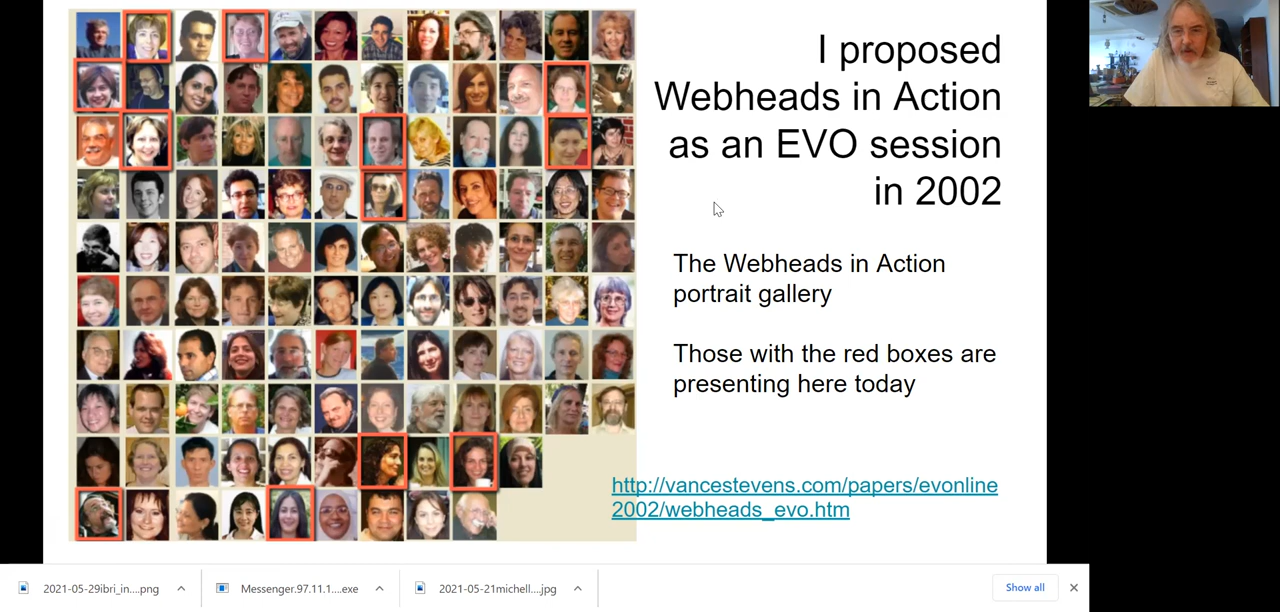 I proposed
Webheads in Action
as an EVO session
in 2002
The Webheads in Action
portrait gallery
Those with the red boxes are
presenting here today
http://vancestevens.com/papers/evonline
2002/webheads_evo.htm
2021-05-29ibri_in....png
Messenger.97.11.1....exe
2021-05-21michell....jpg
Show all